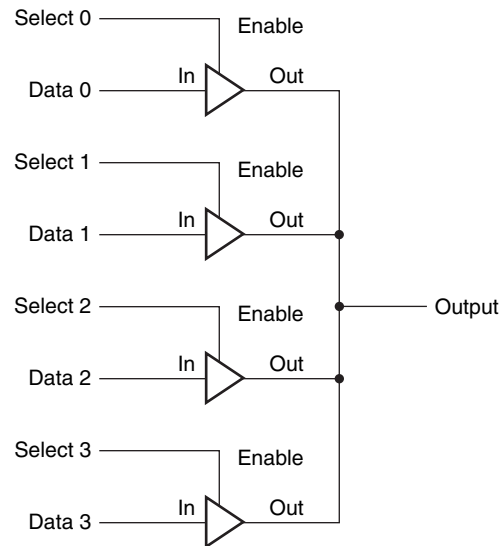 Select 0
Enable
Data 0
In
Out
Select 1
Enable
Data 1
In
Out
Select 2
Enable
Output
Data 2
In
Out
Select 3
Enable
Data 3
In
Out